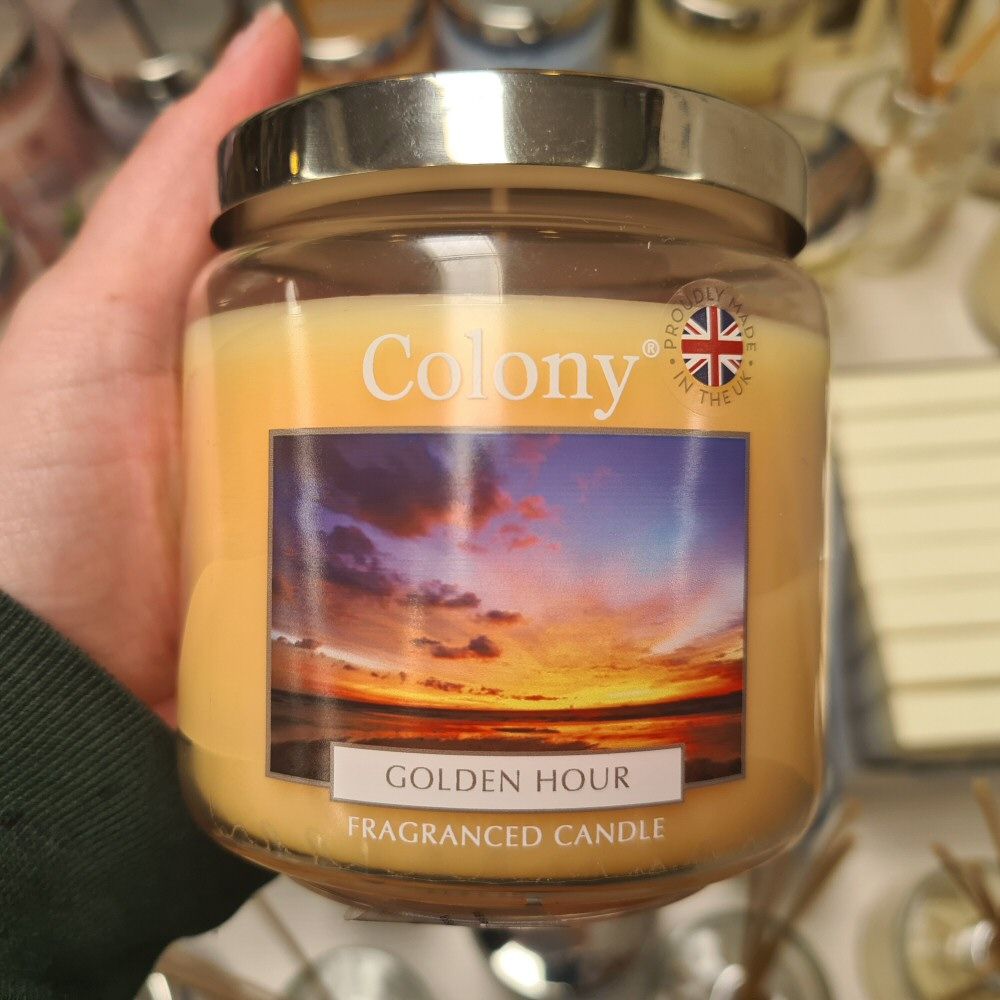 Colony®
PROUDLY MADE
• IN THE UK •
GOLDEN HOUR
FRAGRANCED CANDLE